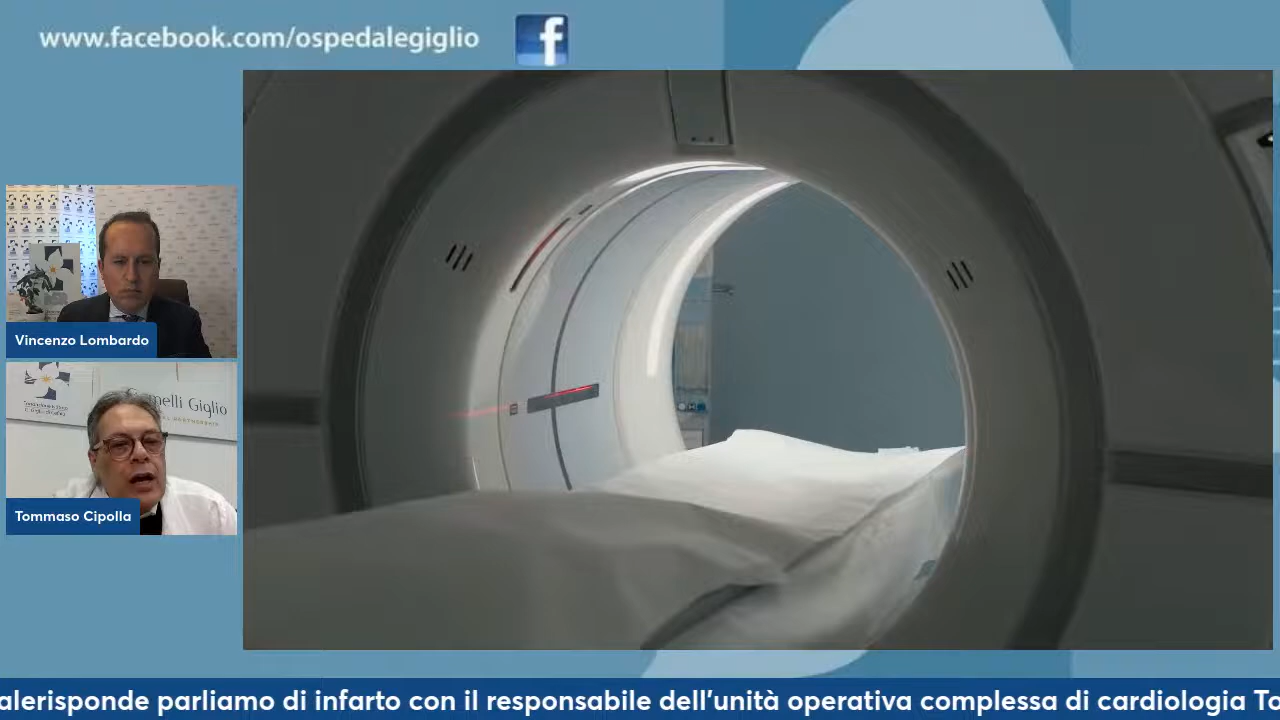 www.facebook.com/ospedalegiglio
f
Vincenzo Lombardo
Giglio
Tommaso Cipolla
alerisponde parliamo di infarto con il responsabile dell'unità operativa complessa di cardiologia To